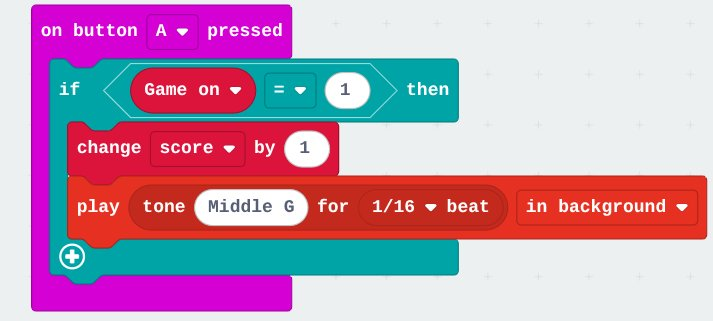 on button A pressed
if Game on = 1 then
change score by 1
play tone Middle G for 1/16 beat in background